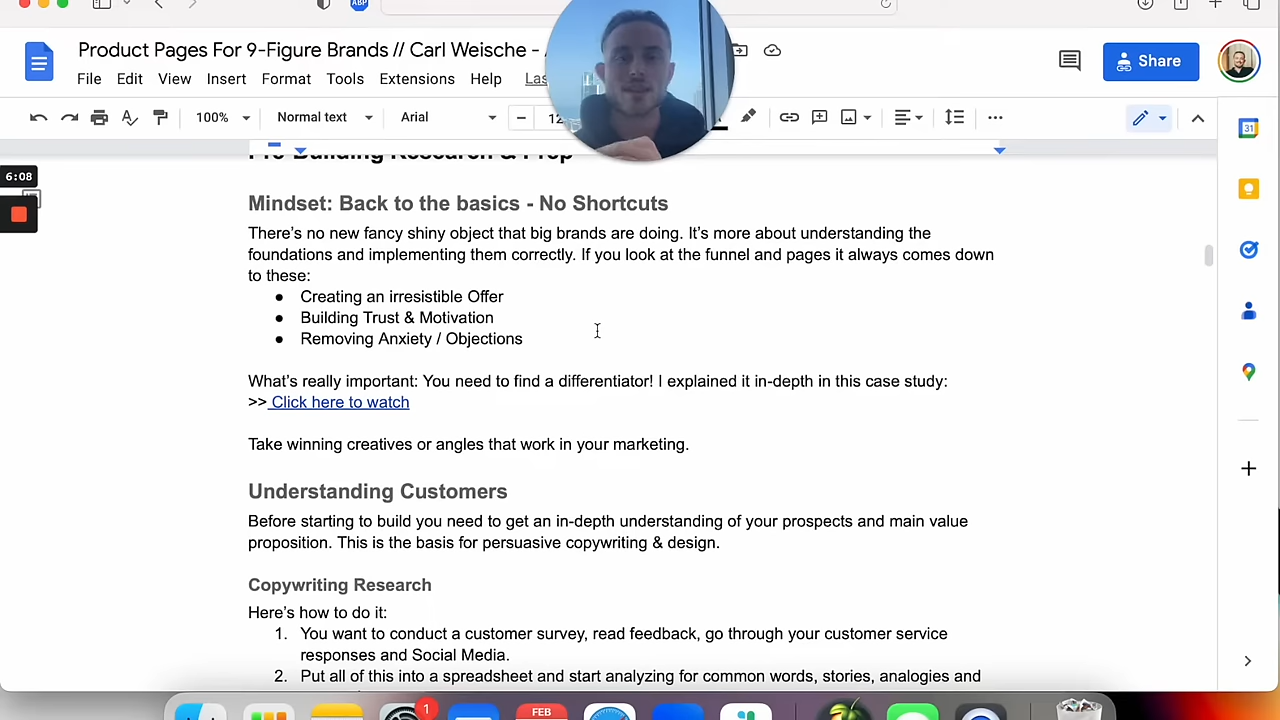 ABP
Product Pages For 9-Figure Brands // Carl Weische -
File Edit View Insert Format Tools Extensions Help
Share
100% Normal text Arial
6:08
Pre-Building Research & Prep
Mindset: Back to the basics - No Shortcuts
There's no new fancy shiny object that big brands are doing. It's more about understanding the
foundations and implementing them correctly. If you look at the funnel and pages it always comes down
to these:
● Creating an irresistible Offer
● Building Trust & Motivation
● Removing Anxiety / Objections
What's really important: You need to find a differentiator! I explained it in-depth in this case study:
>> Click here to watch
Take winning creatives or angles that work in your marketing.
Understanding Customers
Before starting to build you need to get an in-depth understanding of your prospects and main value
proposition. This is the basis for persuasive copywriting & design.
Copywriting Research
Here's how to do it:
1. You want to conduct a customer survey, read feedback, go through your customer service
responses and Social Media.
2. Put all of this into a spreadsheet and start analyzing for common words, stories, analogies and
31
1
FEB